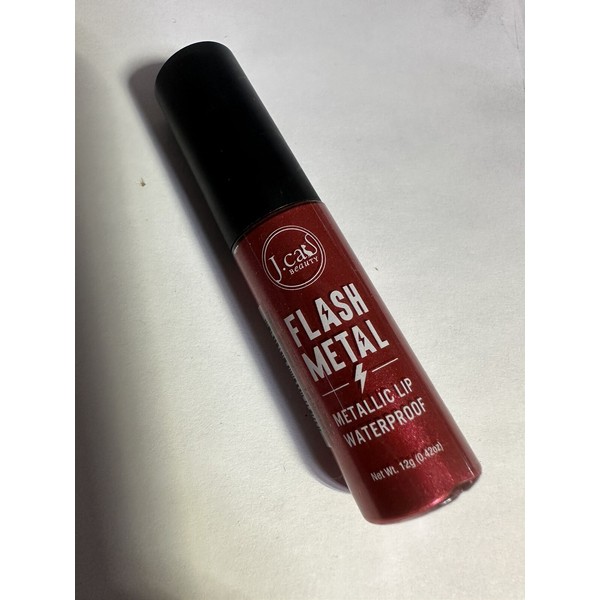 J.cat
Beauty
FLASH
METAL
METALLIC LIP
WATERPROOF
Net Wt. 12g (0.42oz)